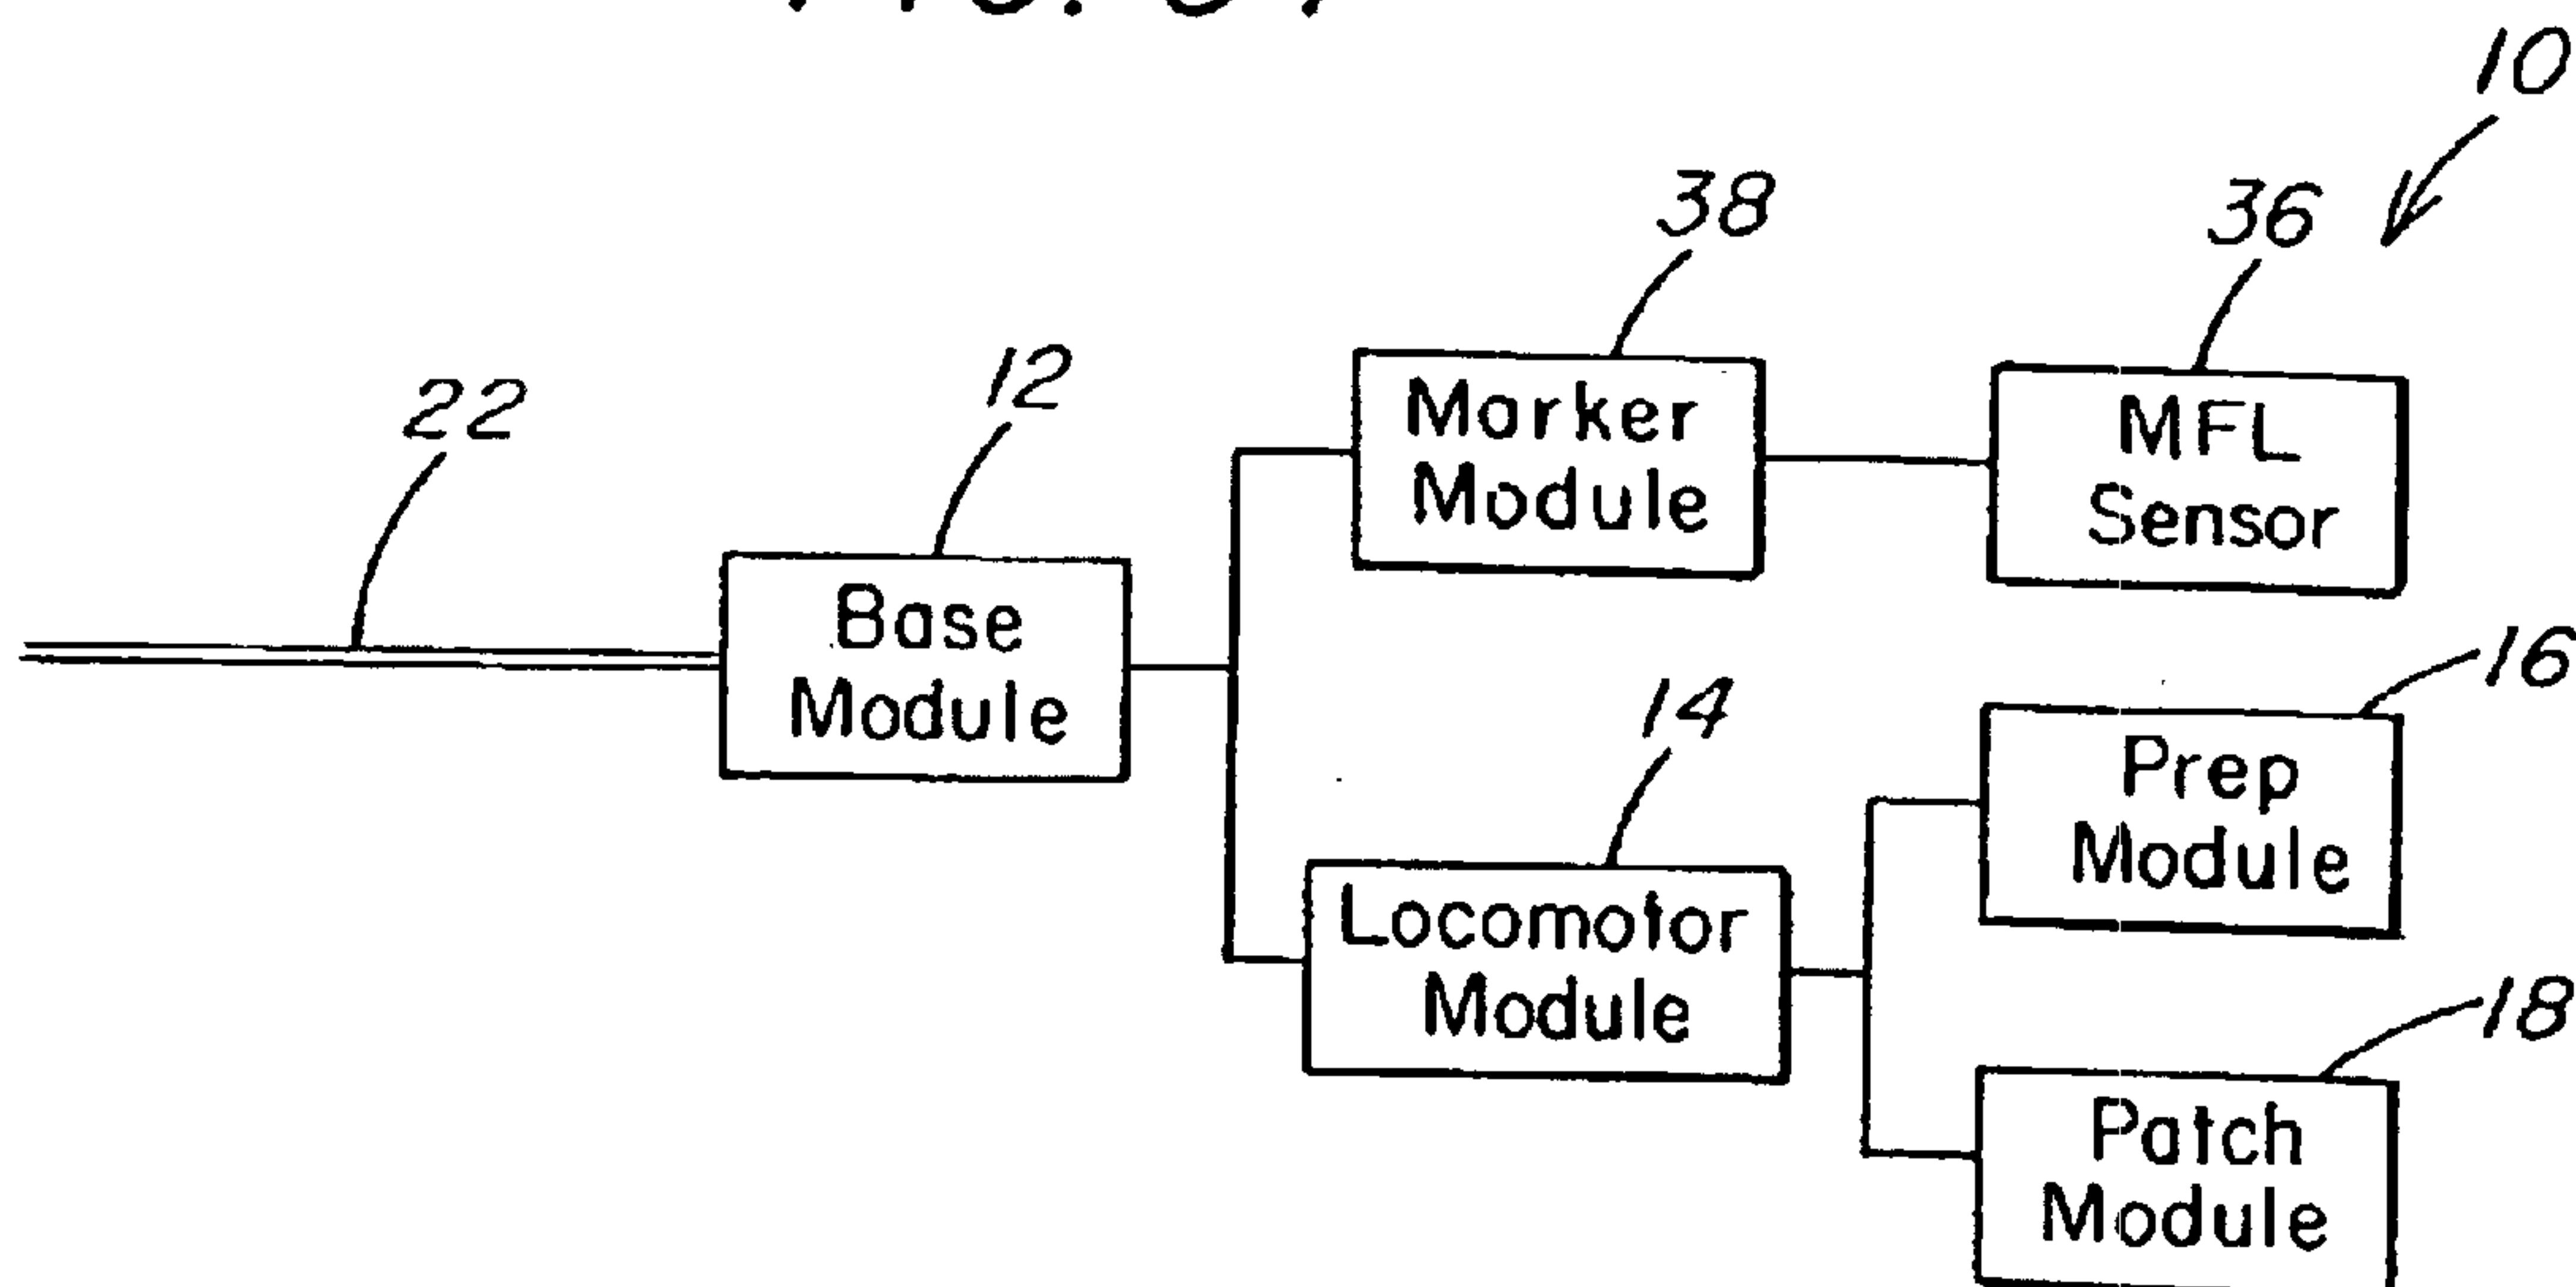 10
38
36
12
22
Marker
Module
MFL
Sensor
Base
Module
16
14
Prep
Module
Locomotor
Module
18
Patch
Module